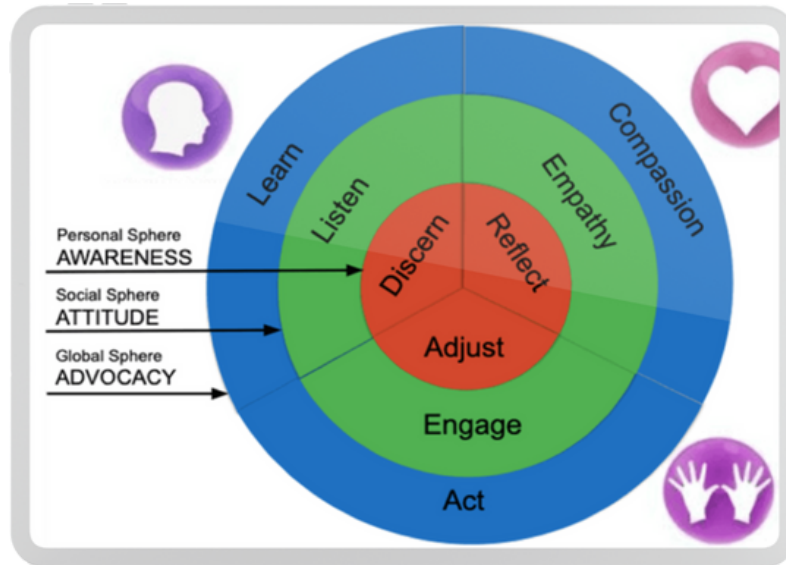 Learn
Compassion
Listen
Empathy
Discern
Reflect
Personal Sphere
AWARENESS
Social Sphere
ATTITUDE
Global Sphere
ADVOCACY
Adjust
Engage
Act